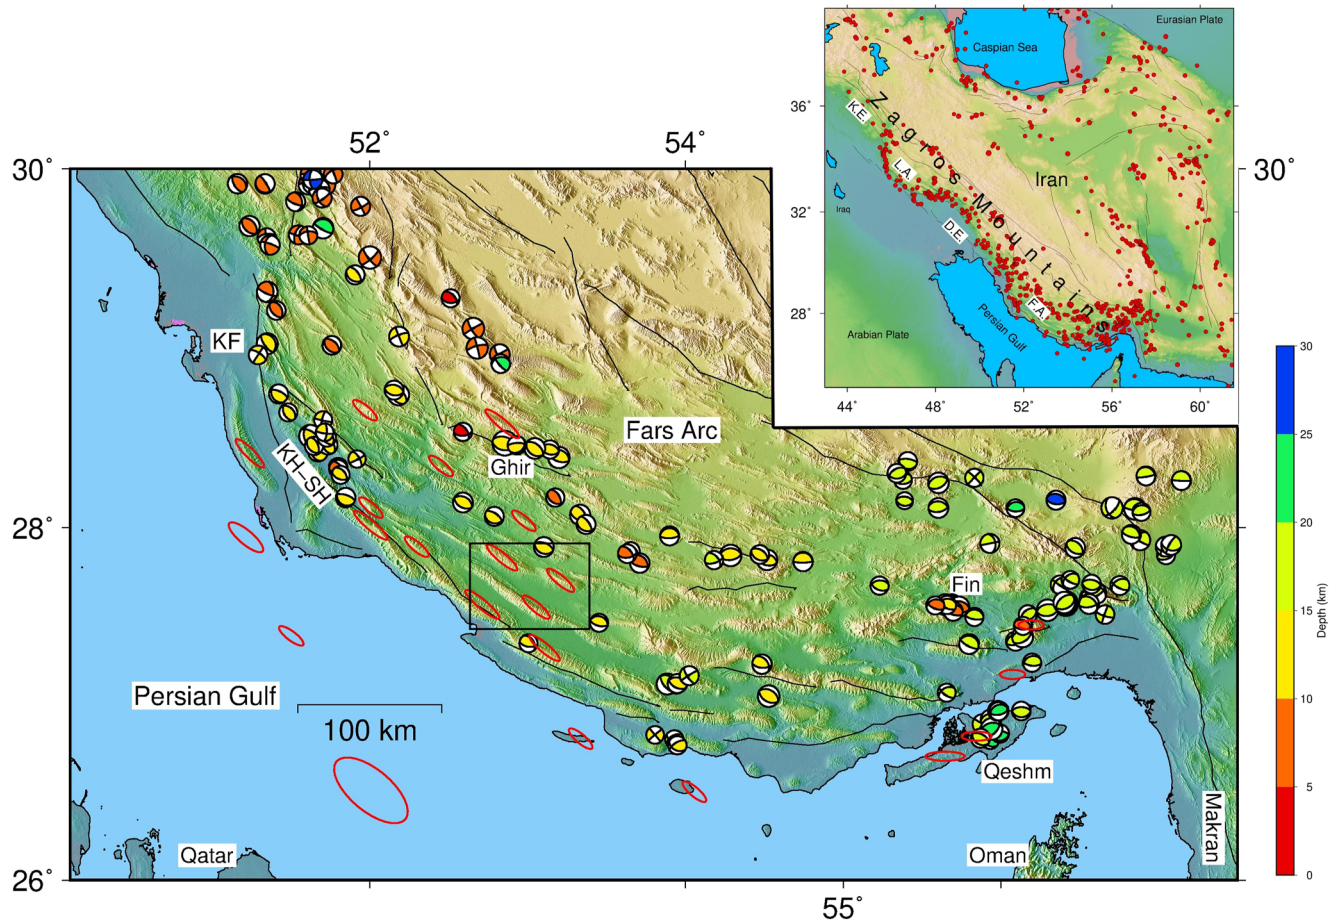 Eurasian Plate
Caspian Sea
36˚
K.E.
Zagros Mountains
L.A.
Iran
Iraq
32˚
D.E.
Persian Gulf
F.A.
28˚
Arabian Plate
44˚ 48˚ 52˚ 56˚ 60˚
52˚ 54˚
30˚ 30˚
KF
Fars Arc
Ghir
KH−SH
28˚
Fin
Persian Gulf
100 km
Qeshm
Makran
Qatar
Oman
26˚
55˚
30
25
20
15
10
5
0
Depth (km)